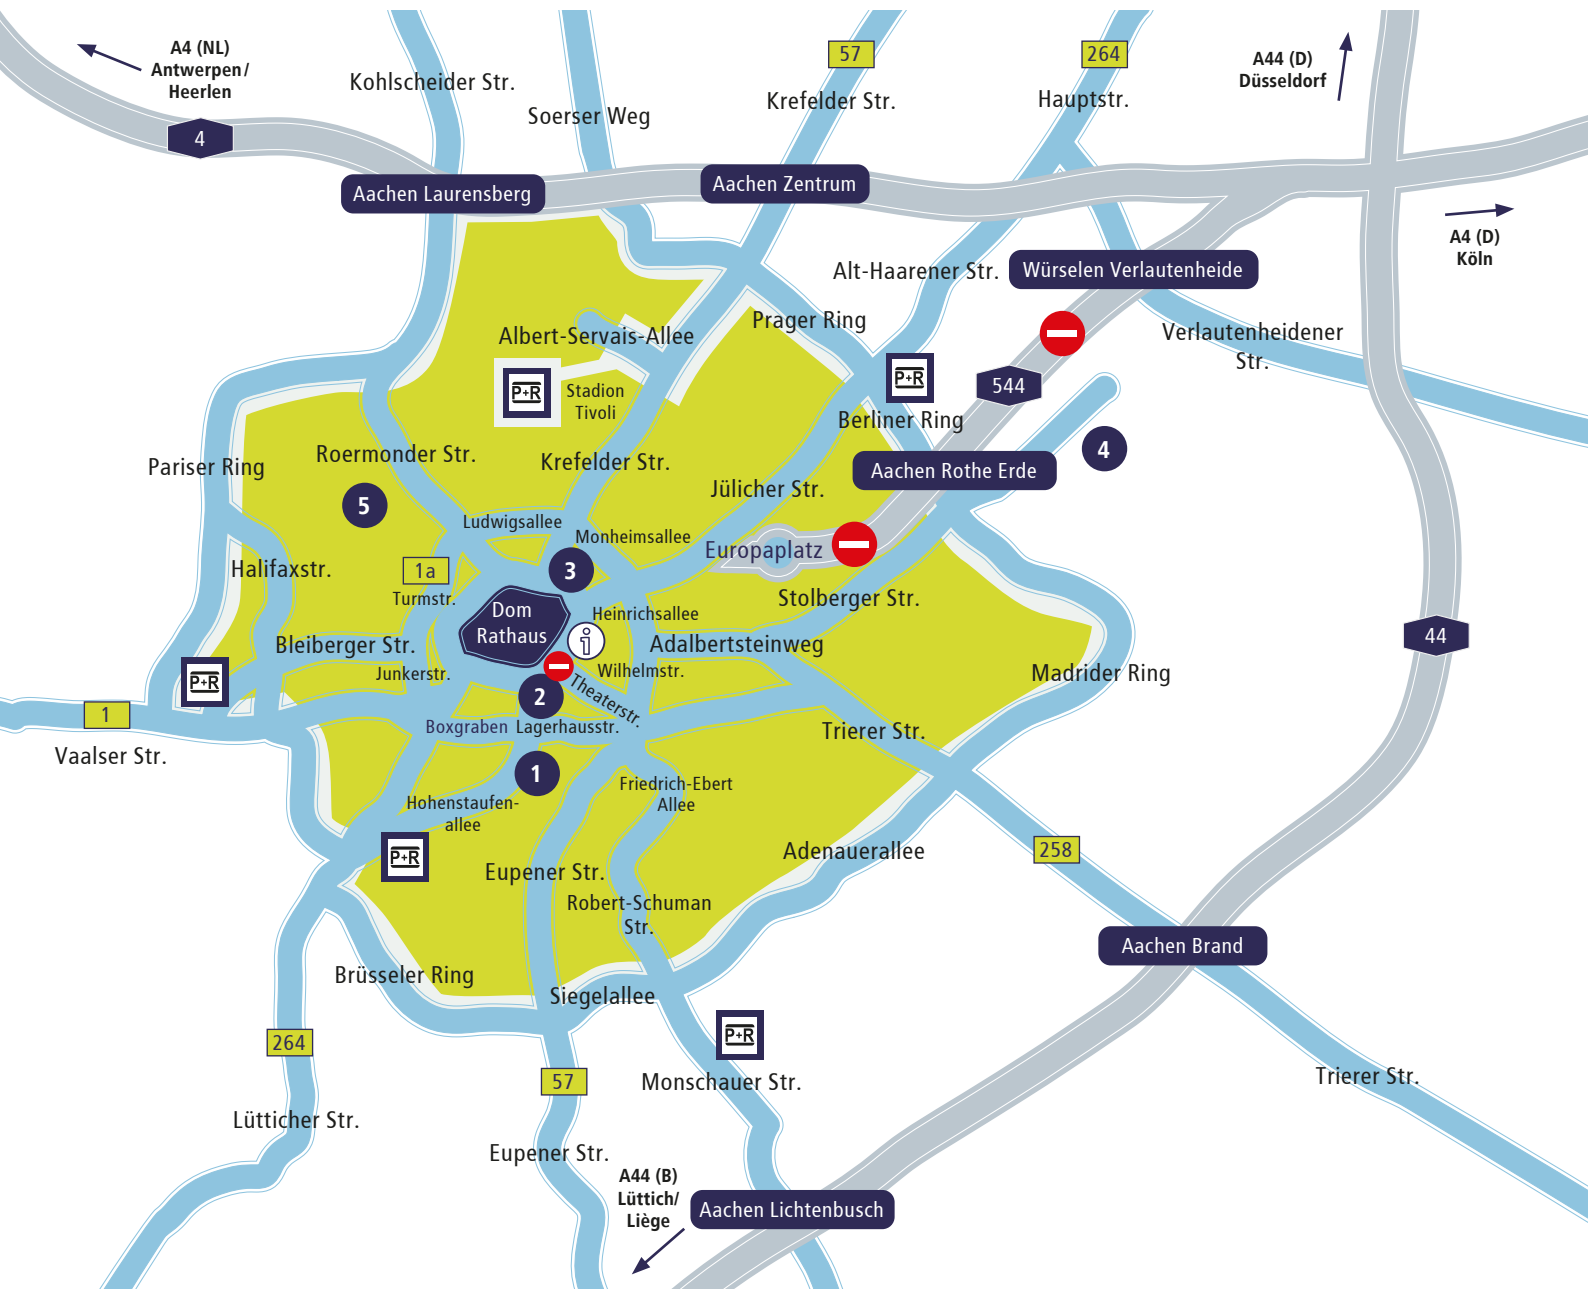 A4 (NL)
Antwerpen/
Heerlen
4
Kohlscheider Str.
Soerser Weg
57
Krefelder Str.
264
Hauptstr.
A44 (D)
Düsseldorf
Aachen Laurensberg
Aachen Zentrum
A4 (D)
Köln
Alt-Haarener Str.
Würselen Verlautenheide
Prager Ring
Albert-Servais-Allee
Verlautenheidener
Str.
P+R
Stadion
Tivoli
P+R
544
Berliner Ring
Pariser Ring
Roermonder Str.
Krefelder Str.
Aachen Rothe Erde
4
Jülicher Str.
5
Ludwigsallee
Monheimsallee
Europaplatz
Halifaxstr.
1a
3
Turmstr.
Dom
Rathaus
Heinrichsallee
Stolberger Str.
44
Bleiberger Str.
Adalbertsteinweg
Junkerstr.
Wilhelmstr.
Madrider Ring
P+R
2
Theaterstr.
1
Boxgraben
Lagerhausstr.
Trierer Str.
Vaalser Str.
1
Friedrich-Ebert
Allee
Hohenstaufen-
allee
P+R
Adenauerallee
258
Eupener Str.
Robert-Schuman
Str.
Aachen Brand
Brüsseler Ring
Siegelallee
264
P+R
57
Monschauer Str.
Trierer Str.
Lütticher Str.
Eupener Str.
A44 (B)
Lüttich/
Liège
Aachen Lichtenbusch